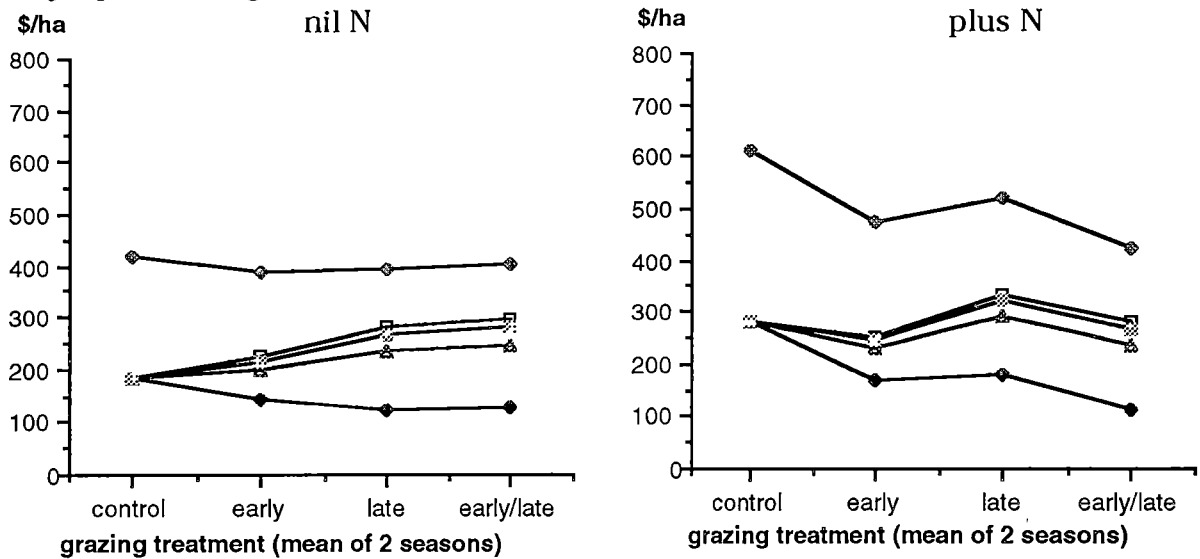 $/ha
nil N
800
700
600
500
400
300
200
100
0
control
early
late
early/late
grazing treatment (mean of 2 seasons)
$/ha
plus N
800
700
600
500
400
300
200
100
0
control
early
late
early/late
grazing treatment (mean of 2 seasons)